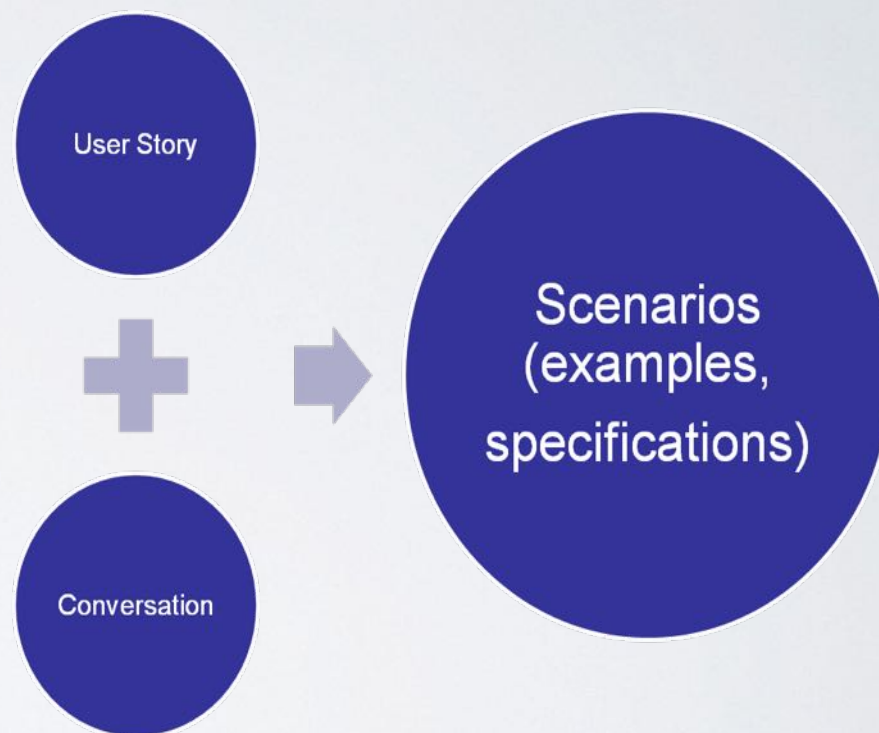 User Story
Conversation
Scenarios
(examples,
specifications)